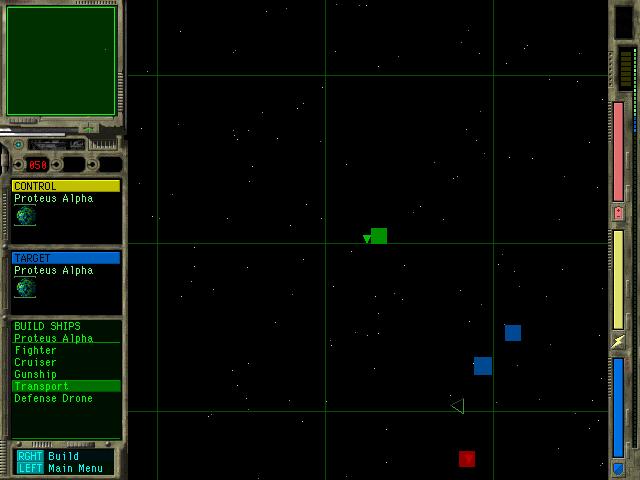 050
CONTROL
Proteus Alpha
TARGET
Proteus Alpha
BUILD SHIPS
Proteus Alpha
Fighter
Cruiser
Gunship
Transport
Defense Drone
RGHT Build
LEFT Main Menu